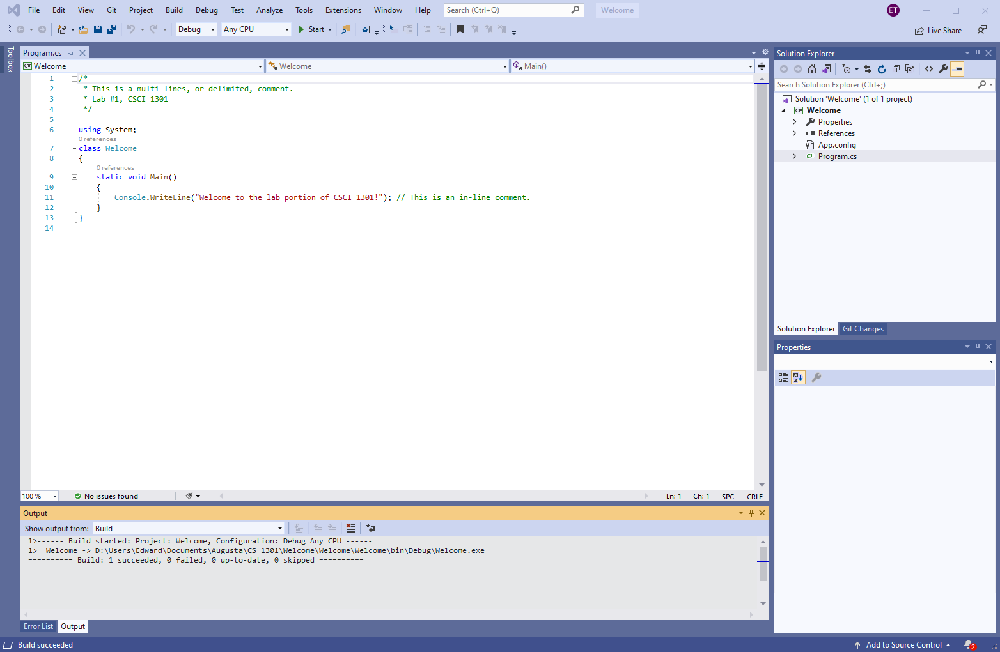 File Edit View Git Project Build Debug Test Analyze Tools Extensions Window Help Search (Ctrl+Q) Welcome ET
Debug Any CPU Start Live Share
Toolbox
Program.cs
C# Welcome Welcome Main()
1 /*
2 * This is a multi-lines, or delimited, comment.
3 * Lab #1, CSCI 1301
4 */
5
6 using System;
0 references
7 class Welcome
8 {
0 references
9 static void Main()
10 {
11 Console.WriteLine("Welcome to the lab portion of CSCI 1301!"); // This is an in-line comment.
12 }
13 }
14
100 % No issues found Ln: 1 Ch: 1 SPC CRLF
Output
Show output from: Build
1>------ Build started: Project: Welcome, Configuration: Debug Any CPU ------
1> Welcome -> D:\Users\Edward\Documents\Augusta\CS 1301\Welcome\Welcome\Welcome\bin\Debug\Welcome.exe
========== Build: 1 succeeded, 0 failed, 0 up-to-date, 0 skipped ==========
Error List Output
Solution Explorer
Search Solution Explorer (Ctrl+;)
Solution 'Welcome' (1 of 1 project)
C# Welcome
Properties
References
App.config
C# Program.cs
Solution Explorer Git Changes
Properties
Build succeeded Add to Source Control 2